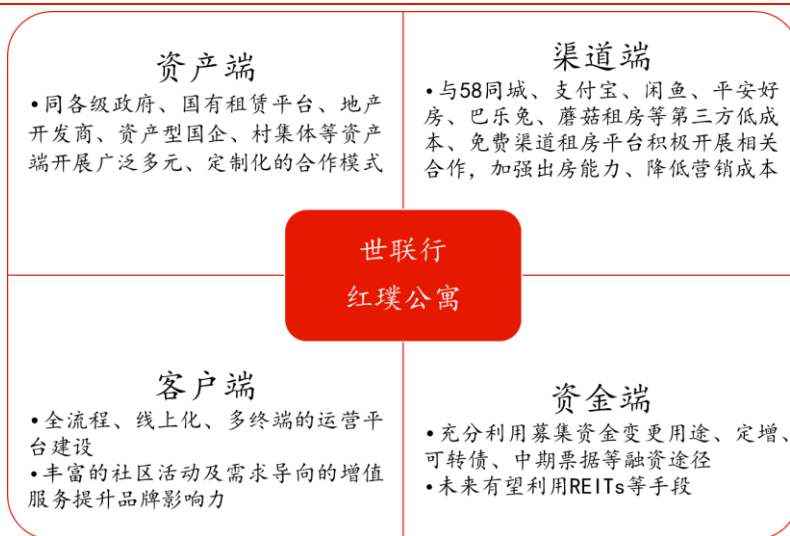 资产端
•同各级政府、国有租赁平台、地产
开发商、资产型国企、村集体等资产
端开展广泛多元、定制化的合作模式
渠道端
•与58同城、支付宝、闲鱼、平安好
房、巴乐兔、蘑菇租房等第三方低成
本、免费渠道租房平台积极开展相关
合作，加强出房能力、降低营销成本
世联行
红璞公寓
客户端
•全流程、线上化、多终端的运营平
台建设
•丰富的社区活动及需求导向的增值
服务提升品牌影响力
资金端
•充分利用募集资金变更用途、定增、
可转债、中期票据等融资途径
•未来有望利用REITs等手段